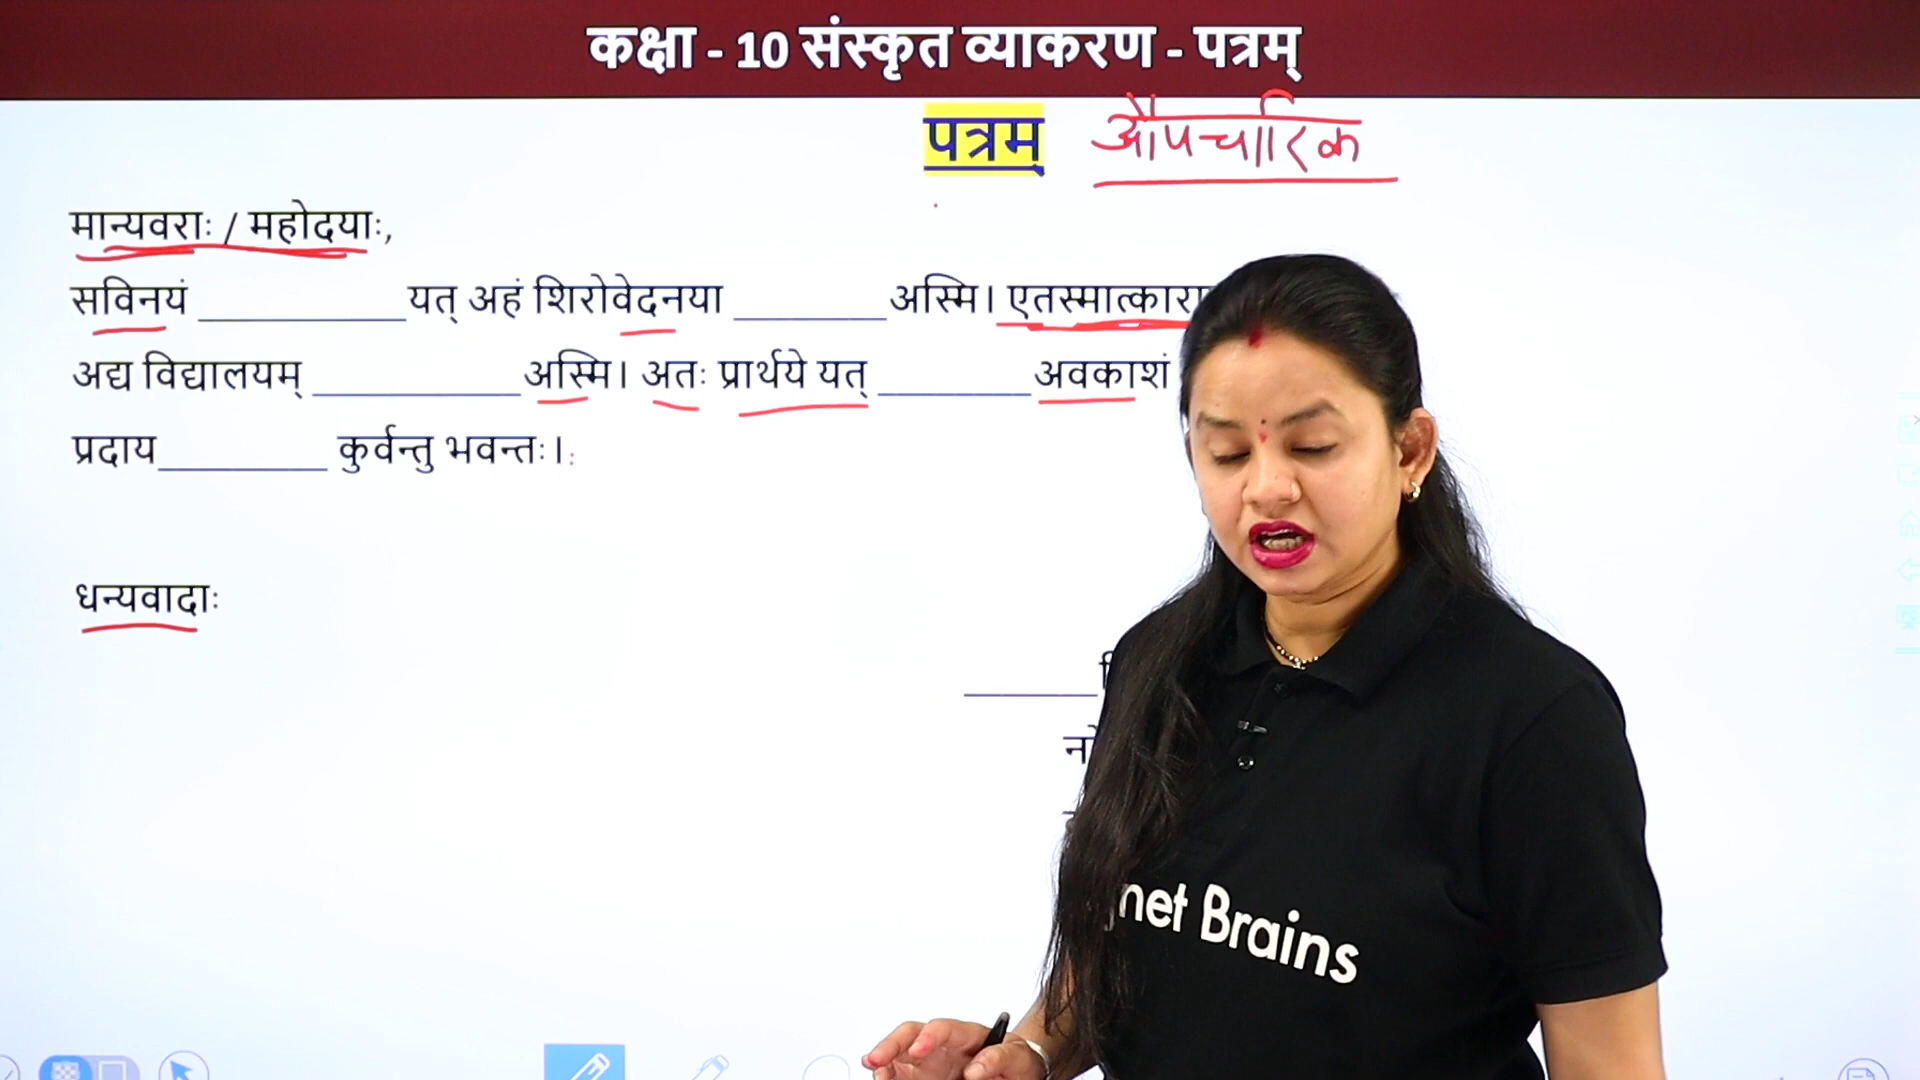 कक्षा - 10 संस्कृत व्याकरण - पत्रम्
पत्रम् औपचारिक
मान्यवराः / महोदयाः,
सविनयं __________ यत् अहं शिरोवेदनया _______ अस्मि। एतस्मात्कारा
अद्य विद्यालयम् __________ अस्मि। अतः प्रार्थये यत् _______ अवकाशं
प्रदाय________ कुर्वन्तु भवन्तः।
धन्यवादाः
net Brains